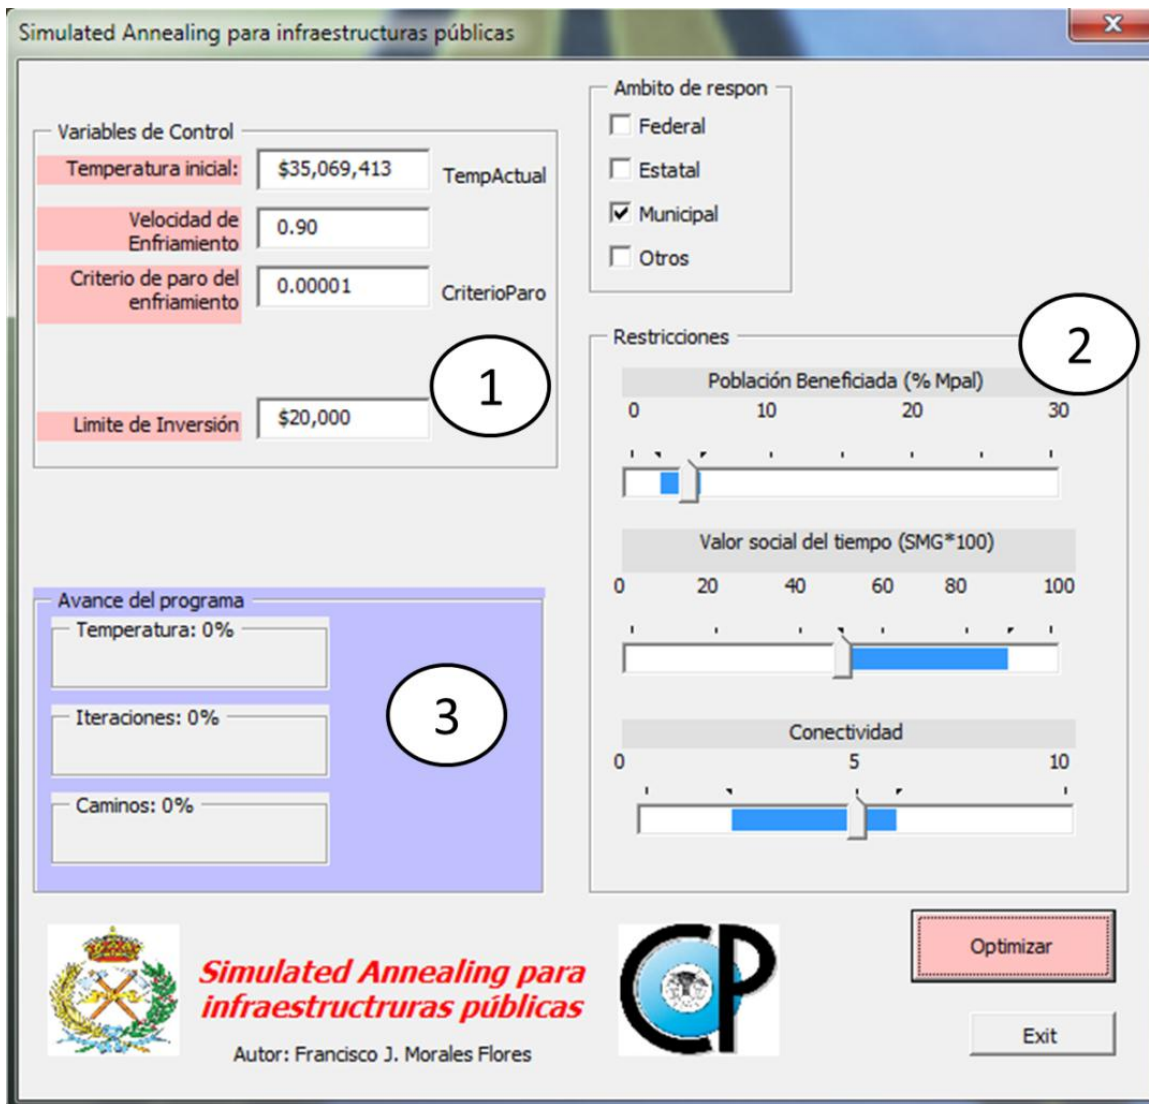 Simulated Annealing para infraestructuras públicas
Variables de Control
Temperatura inicial:
$35,069,413
TempActual
Velocidad de
Enfriamiento
0.90
Criterio de paro del
enfriamiento
0.00001
CriterioParo
1
Limite de Inversión
$20,000
Ambito de respon
Federal
Estatal
Municipal
Otros
Restricciones
2
Población Beneficiada (% Mpal)
0 10 20 30
Valor social del tiempo (SMG*100)
0 20 40 60 80 100
Conectividad
0 5 10
Avance del programa
Temperatura: 0%
Iteraciones: 0%
Caminos: 0%
3
Simulated Annealing para
infraestructruras públicas
Autor: Francisco J. Morales Flores
CP
Optimizar
Exit